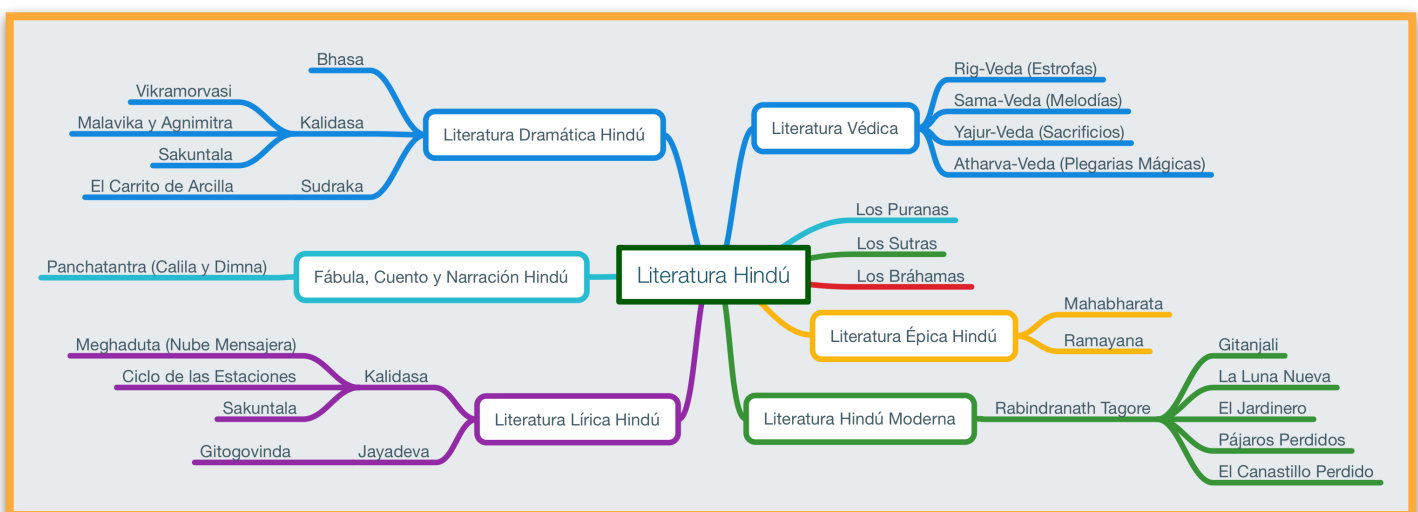 Literatura Hindú
Literatura Dramática Hindú
Bhasa
Kalidasa
Vikramorvasi
Malavika y Agnimitra
Sakuntala
Sudraka
El Carrito de Arcilla
Fábula, Cuento y Narración Hindú
Panchatantra (Calila y Dimna)
Literatura Lírica Hindú
Kalidasa
Meghaduta (Nube Mensajera)
Ciclo de las Estaciones
Sakuntala
Jayadeva
Gitogovinda
Literatura Védica
Rig-Veda (Estrofas)
Sama-Veda (Melodías)
Yajur-Veda (Sacrificios)
Atharva-Veda (Plegarias Mágicas)
Los Puranas
Los Sutras
Los Bráhamas
Literatura Épica Hindú
Mahabharata
Ramayana
Literatura Hindú Moderna
Rabindranath Tagore
Gitanjali
La Luna Nueva
El Jardinero
Pájaros Perdidos
El Canastillo Perdido